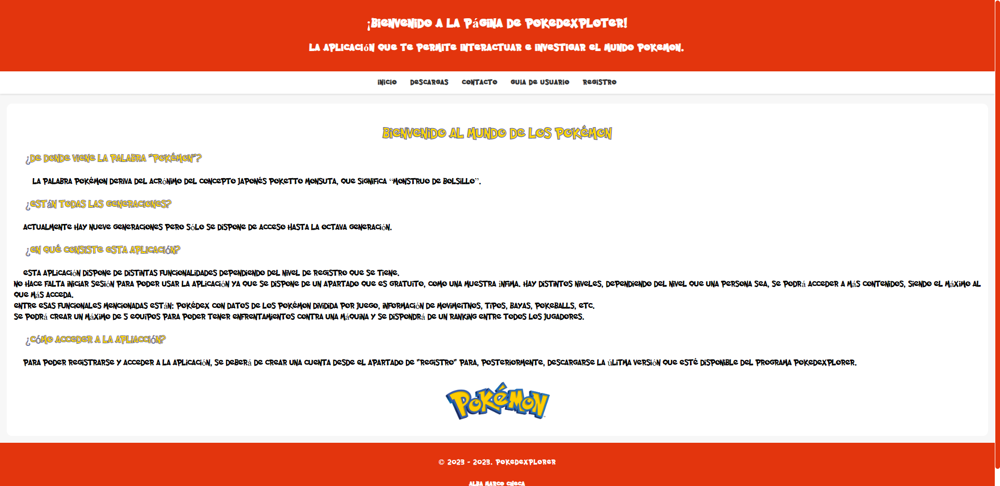 ¡Bienvenido a la página de PokedexPloter!
La aplicación que te permite interactuar e investigar el mundo Pokemon.
Inicio Descargas Contacto Guia de usuario Registro
Bienvenido al mundo de los Pokémon
¿De donde viene la palabra "Pokémon"?
La palabra Pokémon deriva del acrónimo del concepto japonés Poketto Monsuta, que significa “monstruo de bolsillo”.
¿Están todas las generaciones?
Actualmente hay nueve generaciones pero sólo se dispone de acceso hasta la octava generación.
¿En qué consiste esta aplicación?
Esta aplicación dispone de distintas funcionalidades dependiendo del nivel de registro que se tiene.
No hace falta iniciar sesión para poder usar la aplicación ya que se dispone de un apartado que es gratuito, como una muestra ínfima. Hay distintos niveles, dependiendo del nivel que una persona sea, se podrá acceder a más contenidos, siendo el máximo al
que más acceda.
Entre esas funcionales mencionadas están: Pokédex con datos de los Pokémon dividida por juego, información de movimeitnos, tipos, bayas, pokeballs, etc.
Se podrá crear un máximo de 5 equipos para poder tener enfrentamientos contra una máquina y se dispondrá de un ranking entre todos los jugadores.
¿Cómo acceder a la apliacción?
Para poder registrarse y acceder a la aplicación, se deberá de crear una cuenta desde el apartado de "Registro" para, posteriormente, descargarse la úlitma versión que esté disponible del programa PokedexPlorer.
POKéMON
© 2023 - 2023. PokedexPlorer
Alba Marco Checa